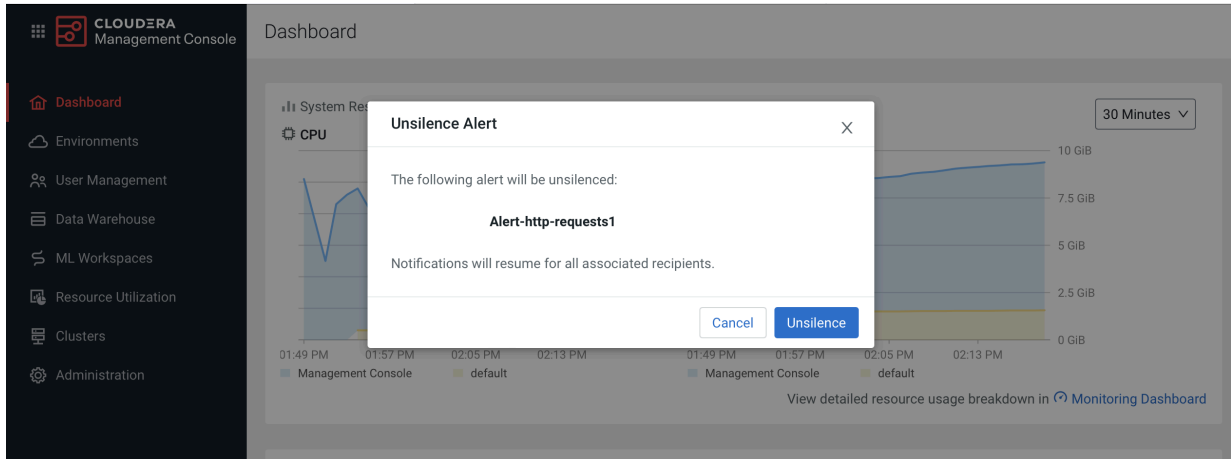 CLOUDERA
Management Console
Dashboard
Dashboard
Environments
User Management
Data Warehouse
ML Workspaces
Resource Utilization
Clusters
Administration
System Res
CPU
30 Minutes
Unsilence Alert
The following alert will be unsilenced:
Alert-http-requests1
Notifications will resume for all associated recipients.
Cancel Unsilence
10 GiB
7.5 GiB
5 GiB
2.5 GiB
0 GiB
01:49 PM 01:57 PM 02:05 PM 02:13 PM 01:49 PM 01:57 PM 02:05 PM 02:13 PM
Management Console default Management Console default
View detailed resource usage breakdown in Monitoring Dashboard